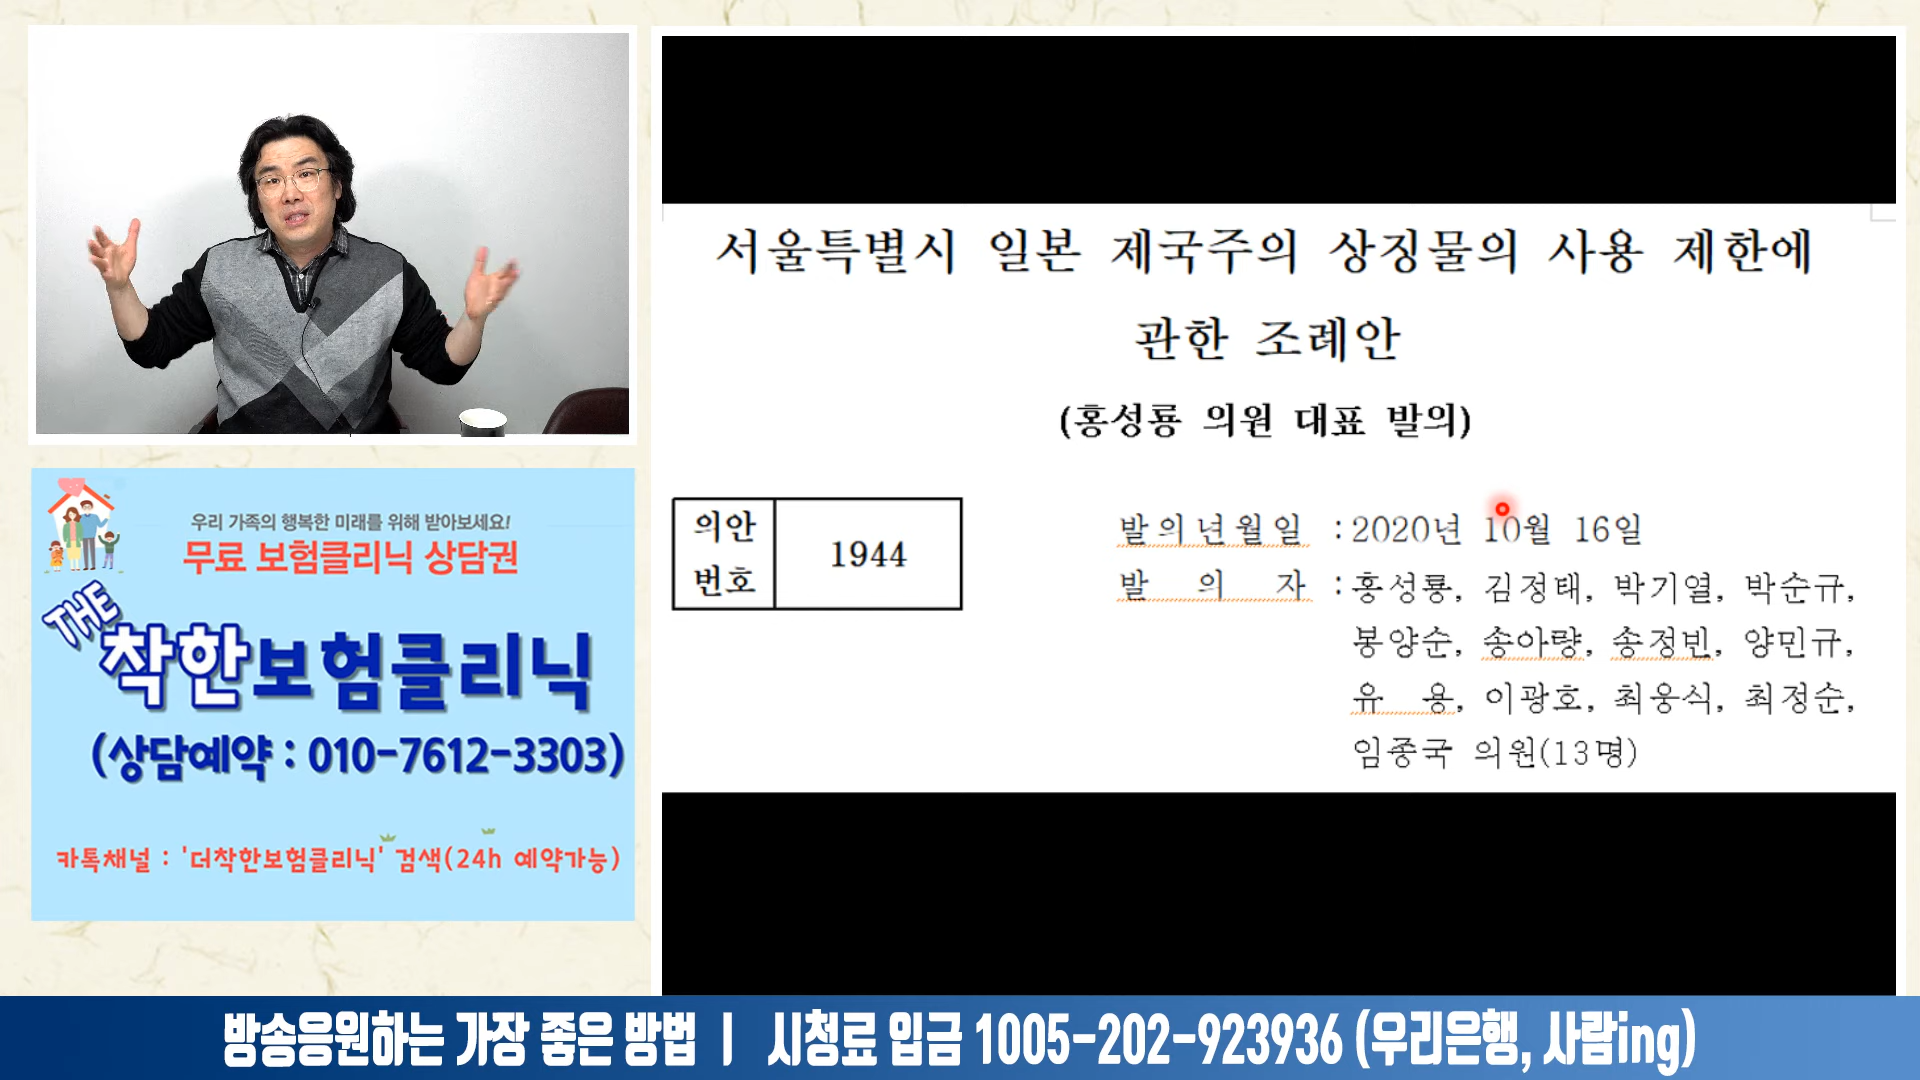 서울특별시 일본 제국주의 상징물의 사용 제한에
관한 조례안
(홍성룡 의원 대표 발의)
의안
번호
1944
발의년월일 : 2020년 10월 16일
발 의 자 : 홍성룡, 김정태, 박기열, 박순규,
봉양순, 송아량, 송정빈, 양민규,
유 용, 이광호, 최웅식, 최정순,
임종국 의원(13명)
우리 가족의 행복한 미래를 위해 받아보세요!
무료 보험클리닉 상담권
THE
착한보험클리닉
(상담예약 : 010-7612-3303)
카톡채널 : '더착한보험클리닉' 검색(24h 예약가능)
방송응원하는 가장 좋은 방법 ㅣ 시청료 입금 1005-202-923936 (우리은행, 사람ing)